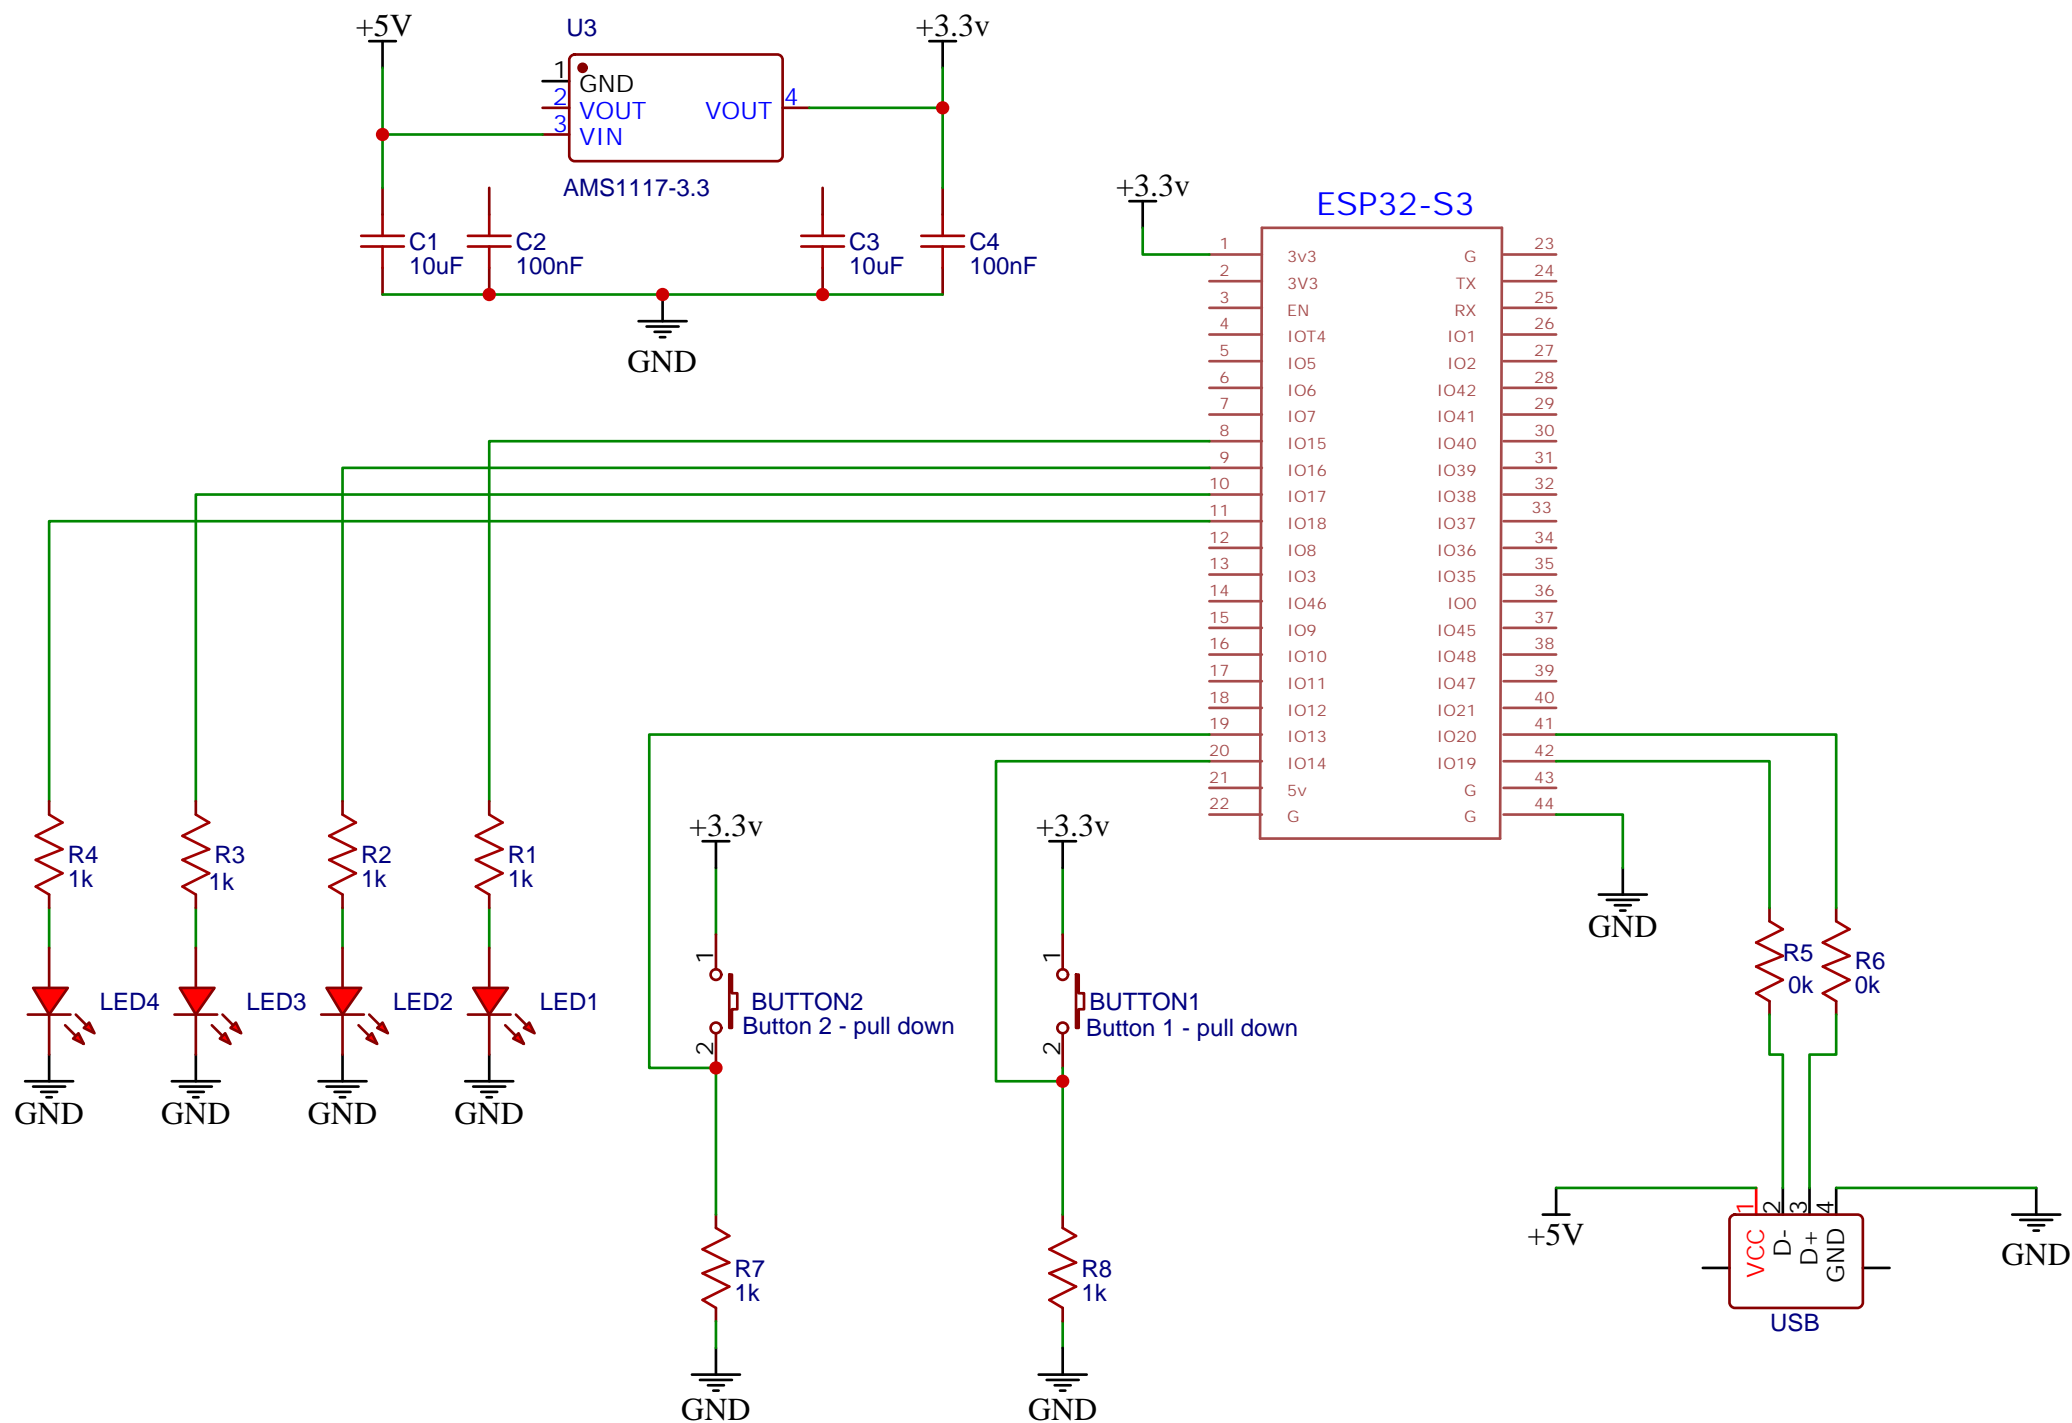 +5V
U3
+3.3v
1
GND
2
VOUT
VOUT
4
3
VIN
AMS1117-3.3
C1
10uF
C2
100nF
C3
10uF
C4
100nF
GND
+3.3v
ESP32-S3
1 3v3 G 23
2 3V3 TX 24
3 EN RX 25
4 IOT4 IO1 26
5 IO5 IO2 27
6 IO6 IO42 28
7 IO7 IO41 29
8 IO15 IO40 30
9 IO16 IO39 31
10 IO17 IO38 32
11 IO18 IO37 33
12 IO8 IO36 34
13 IO3 IO35 35
14 IO46 IO0 36
15 IO9 IO45 37
16 IO10 IO48 38
17 IO11 IO47 39
18 IO12 IO21 40
19 IO13 IO20 41
20 IO14 IO19 42
21 5v G 43
22 G G 44
GND
R4
1k
R3
1k
R2
1k
R1
1k
LED4
LED3
LED2
LED1
GND
GND
GND
GND
+3.3v
1
BUTTON2
Button 2 - pull down
2
R7
1k
GND
+3.3v
1
BUTTON1
Button 1 - pull down
2
R8
1k
GND
R5
0k
R6
0k
+5V
1
2
3
4
VCC
D-
D+
GND
USB
GND